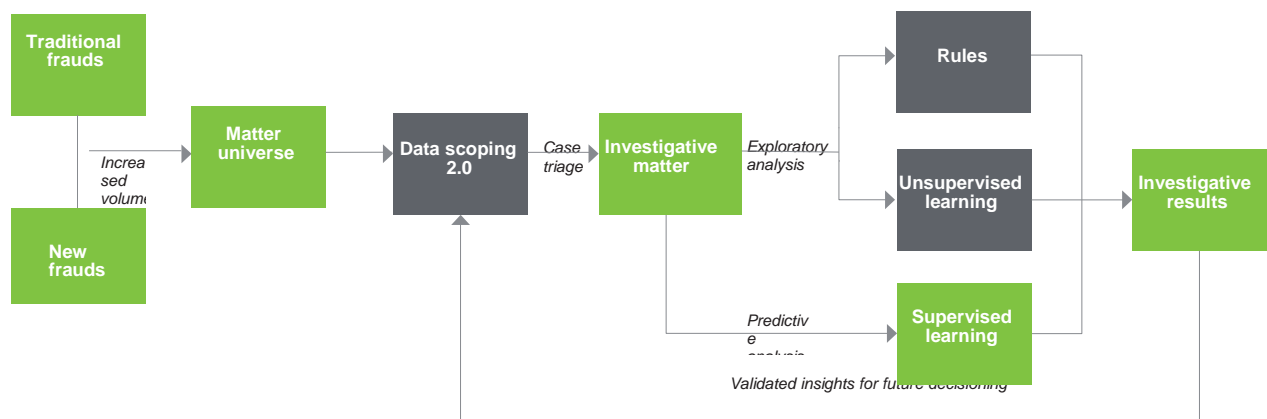 Traditional
frauds
New
frauds
Increa
sed
volume
Matter
universe
Data scoping
2.0
Case
triage
Investigative
matter
Exploratory
analysis
Predictiv
e
analysis
Rules
Unsupervised
learning
Supervised
learning
Investigative
results
Validated insights for future decisioning